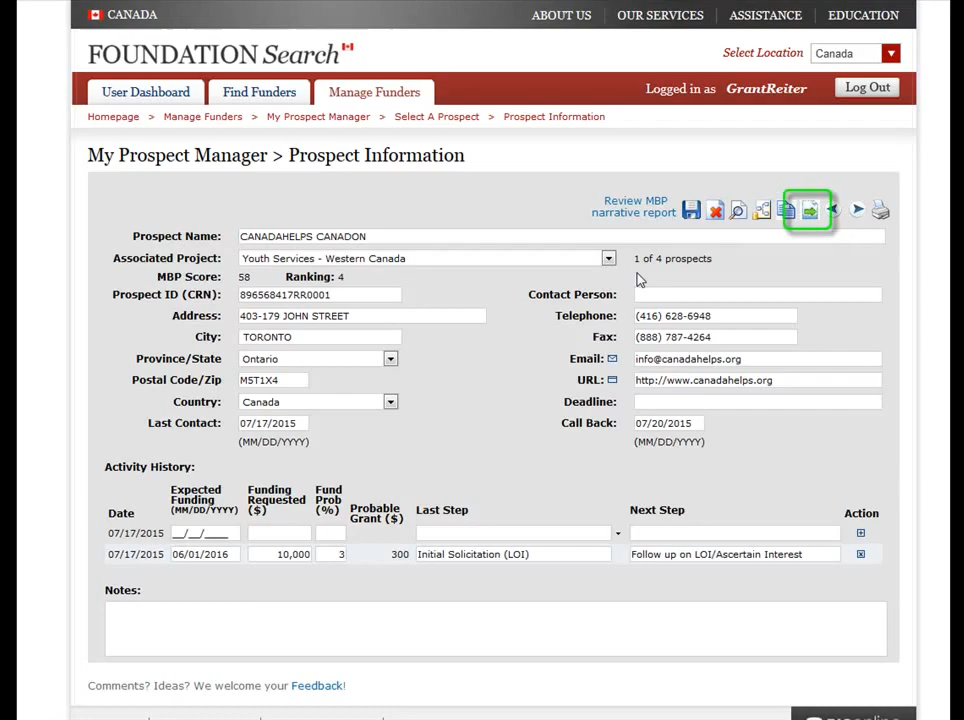 CANADA ABOUT US OUR SERVICES ASSISTANCE EDUCATION
FOUNDATION Search Select Location Canada
User Dashboard Find Funders Manage Funders Logged in as GrantReiter Log Out
Homepage > Manage Funders > My Prospect Manager > Select A Prospect > Prospect Information
My Prospect Manager > Prospect Information
Review MBP
narrative report
Prospect Name: CANADAHELPS CANADON
Associated Project: Youth Services - Western Canada 1 of 4 prospects
MBP Score: 58 Ranking: 4
Prospect ID (CRN): 896568417RR0001 Contact Person:
Address: 403-179 JOHN STREET Telephone: (416) 628-6948
City: TORONTO Fax: (888) 787-4264
Province/State Ontario Email: info@canadahelps.org
Postal Code/Zip M5T1X4 URL: http://www.canadahelps.org
Country: Canada Deadline:
Last Contact: 07/17/2015 Call Back: 07/20/2015
(MM/DD/YYYY) (MM/DD/YYYY)
Activity History:
Date Expected Funding (MM/DD/YYYY) Funding Requested ($) Fund Prob (%) Probable Grant ($) Last Step Next Step Action
07/17/2015 __/__/____
07/17/2015 06/01/2016 10,000 3 300 Initial Solicitation (LOI) Follow up on LOI/Ascertain Interest
Notes:
Comments? Ideas? We welcome your Feedback!